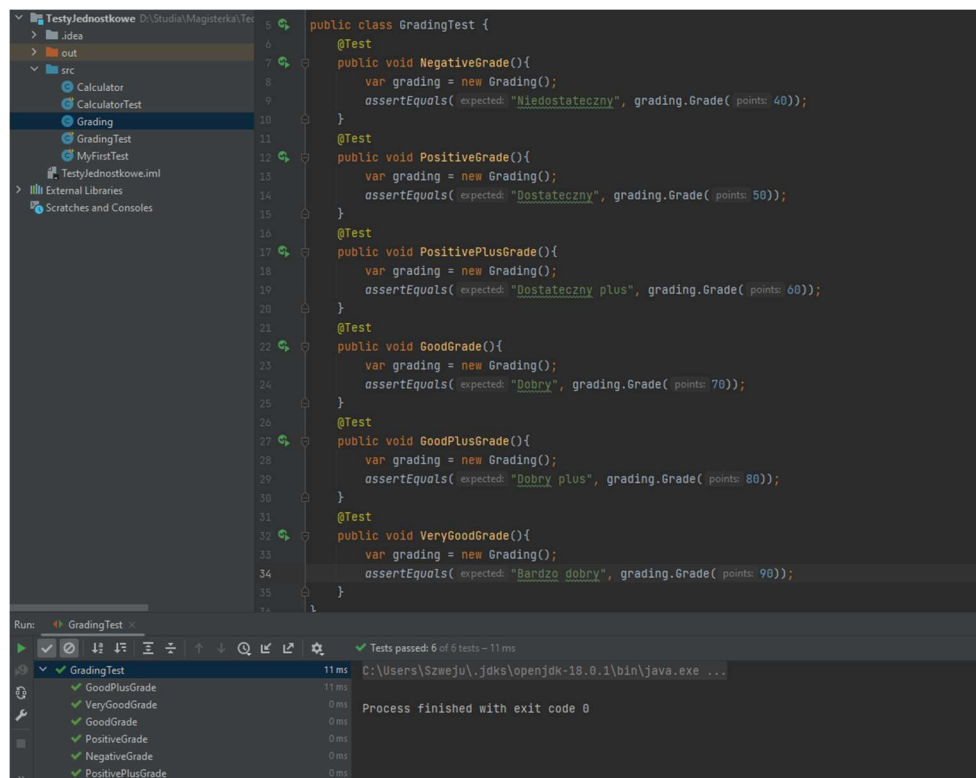 TestyJednostkowe D:\Studia\Magisterka\Tec
.idea
out
src
Calculator
CalculatorTest
Grading
GradingTest
MyFirstTest
TestyJednostkowe.iml
External Libraries
Scratches and Consoles
5 public class GradingTest {
6 @Test
7 public void NegativeGrade(){
8 var grading = new Grading();
9 assertEquals( expected: "Niedostateczny", grading.Grade( points: 40));
10 }
11 @Test
12 public void PositiveGrade(){
13 var grading = new Grading();
14 assertEquals( expected: "Dostateczny", grading.Grade( points: 50));
15 }
16 @Test
17 public void PositivePlusGrade(){
18 var grading = new Grading();
19 assertEquals( expected: "Dostateczny plus", grading.Grade( points: 60));
20 }
21 @Test
22 public void GoodGrade(){
23 var grading = new Grading();
24 assertEquals( expected: "Dobry", grading.Grade( points: 70));
25 }
26 @Test
27 public void GoodPlusGrade(){
28 var grading = new Grading();
29 assertEquals( expected: "Dobry plus", grading.Grade( points: 80));
30 }
31 @Test
32 public void VeryGoodGrade(){
33 var grading = new Grading();
34 assertEquals( expected: "Bardzo dobry", grading.Grade( points: 90));
35 }
36 }
Run: GradingTest
Tests passed: 6 of 6 tests – 11 ms
GradingTest 11 ms
GoodPlusGrade 11 ms
VeryGoodGrade 0 ms
GoodGrade 0 ms
PositiveGrade 0 ms
NegativeGrade 0 ms
PositivePlusGrade 0 ms
C:\Users\Szweju\.jdks\openjdk-18.0.1\bin\java.exe ...
Process finished with exit code 0